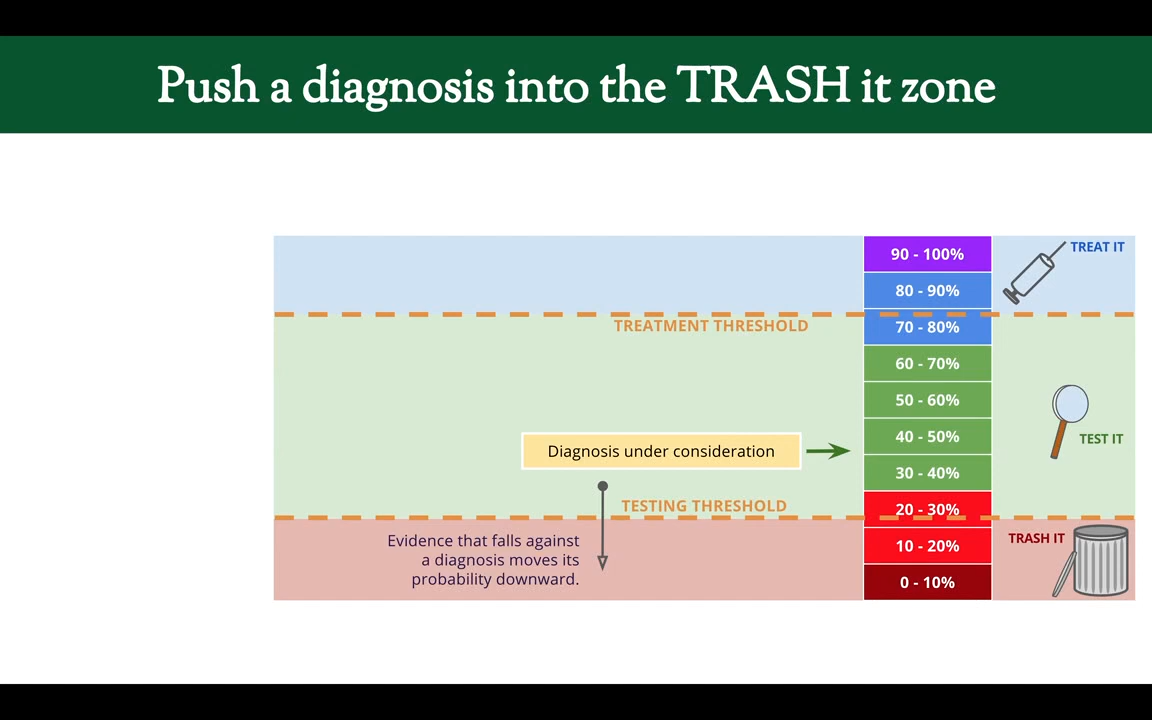 Push a diagnosis into the TRASH it zone
90 - 100%
TREAT IT
80 - 90%
TREATMENT THRESHOLD
70 - 80%
60 - 70%
50 - 60%
40 - 50%
TEST IT
Diagnosis under consideration
30 - 40%
TESTING THRESHOLD
20 - 30%
Evidence that falls against
a diagnosis moves its
probability downward.
TRASH IT
10 - 20%
0 - 10%